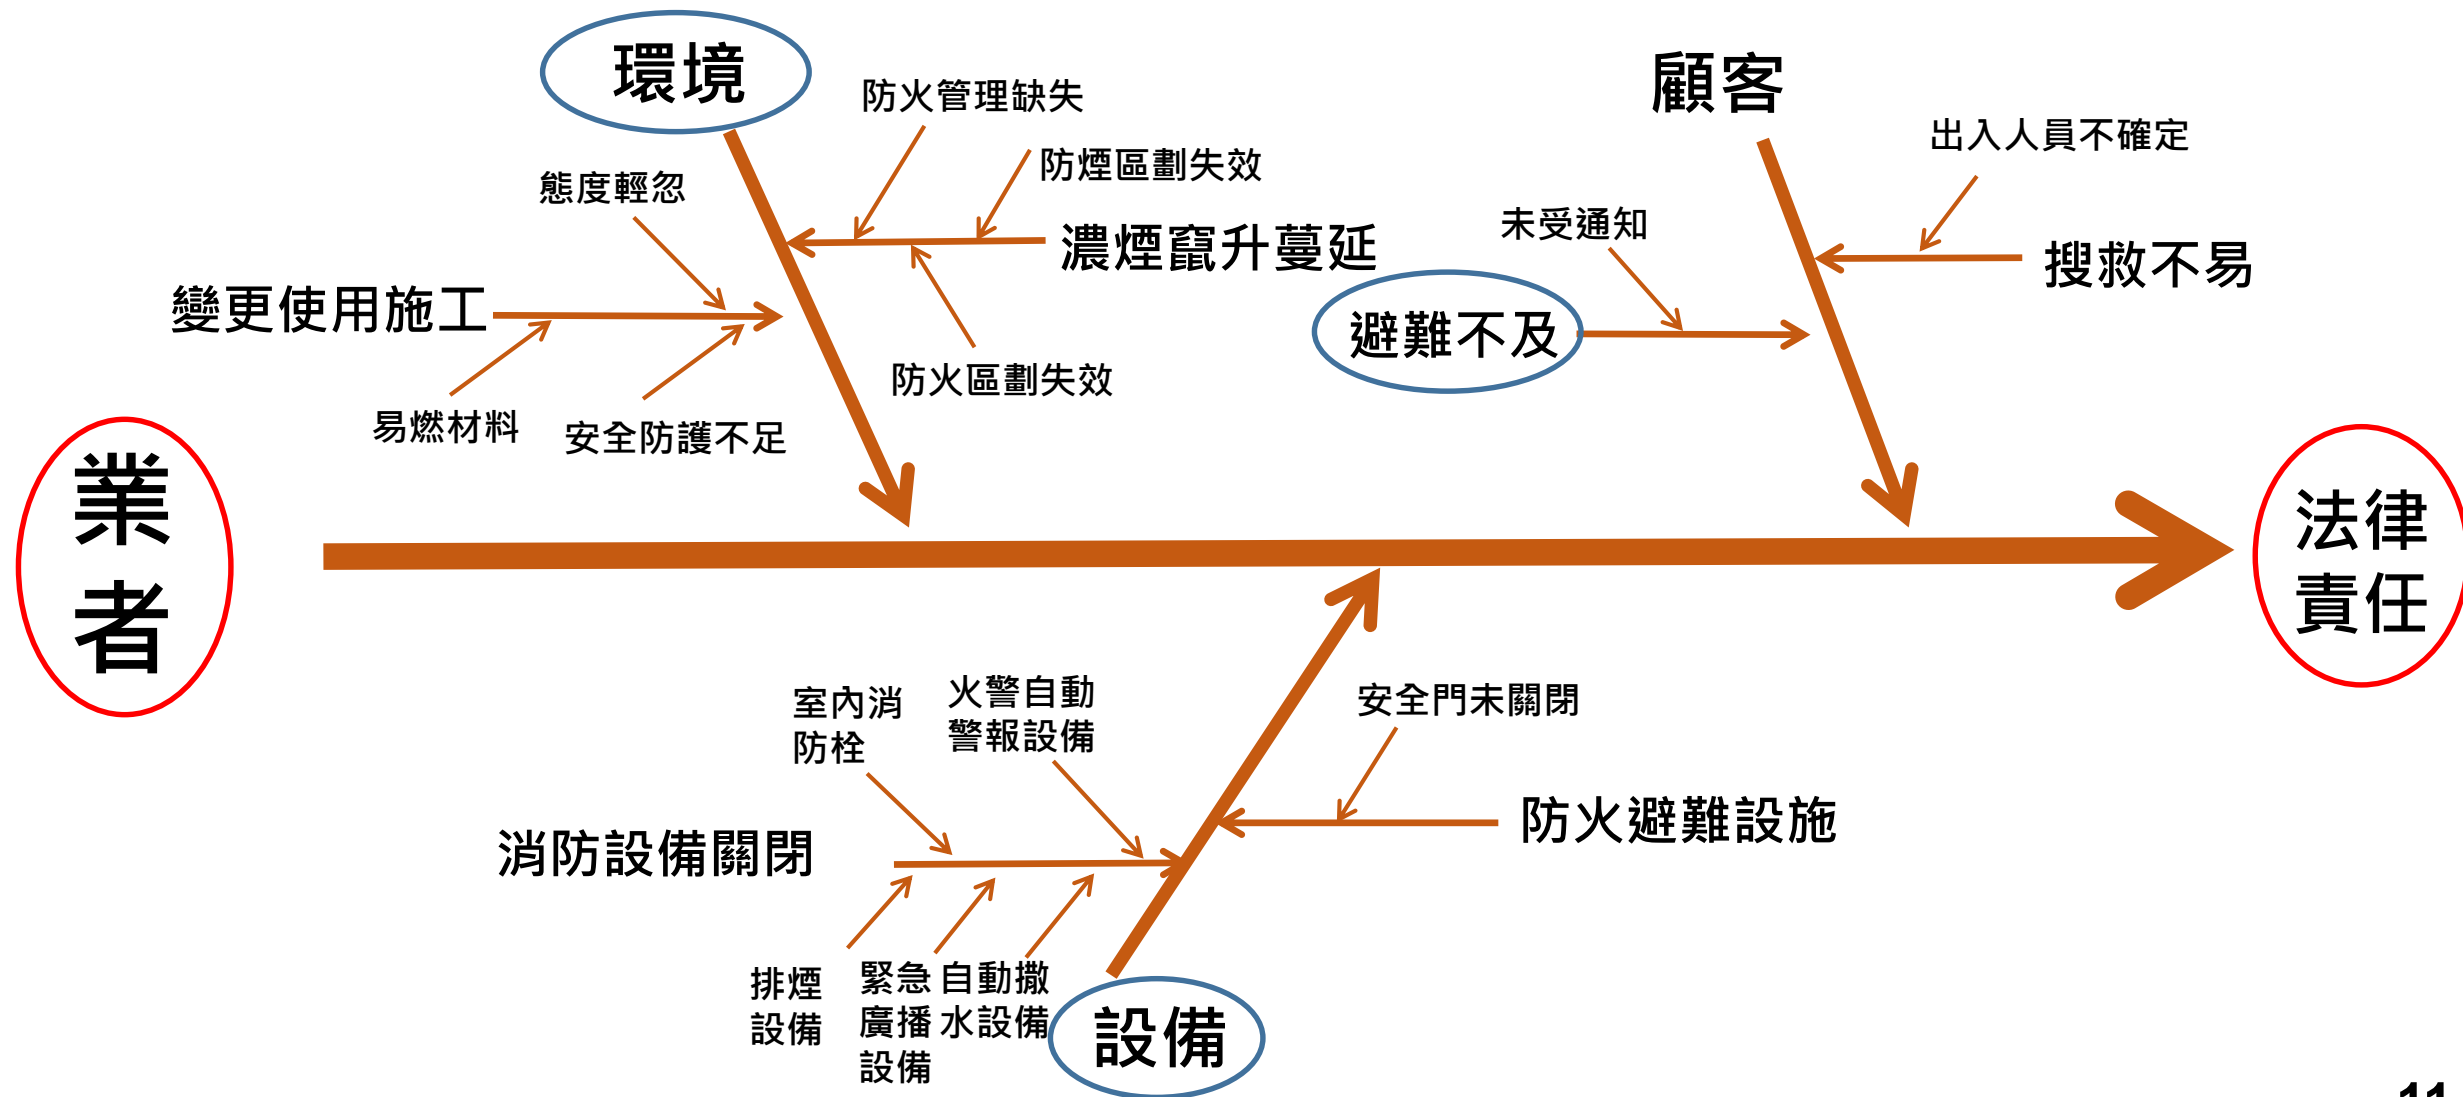 環境
顧客
防火管理缺失
出入人員不確定
防煙區劃失效
態度輕忽
未受通知
濃煙竄升蔓延
搜救不易
變更使用施工
避難不及
防火區劃失效
易燃材料
安全防護不足
業
者
法律
責任
室內消
防栓
火警自動
警報設備
安全門未關閉
防火避難設施
消防設備關閉
排煙
設備
緊急
廣播
設備
自動撒
水設備
設備
11